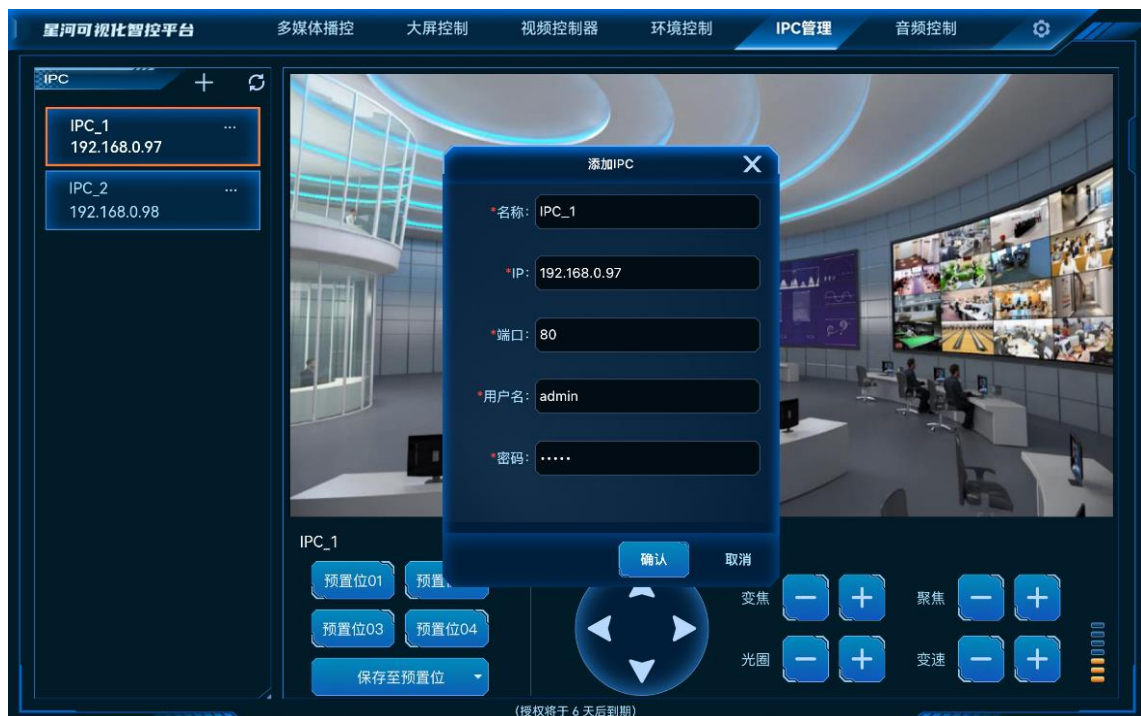 星河可视化智控平台
多媒体播控 大屏控制 视频控制器 环境控制 IPC管理 音频控制
IPC
IPC_1
192.168.0.97
IPC_2
192.168.0.98
添加IPC
*名称: IPC_1
*IP: 192.168.0.97
*端口: 80
*用户名: admin
*密码: •••••
确认 取消
IPC_1
预置位01 预置
预置位03 预置位04
保存至预置位
变焦 聚焦
光圈 变速
(授权将于 6 天后到期)